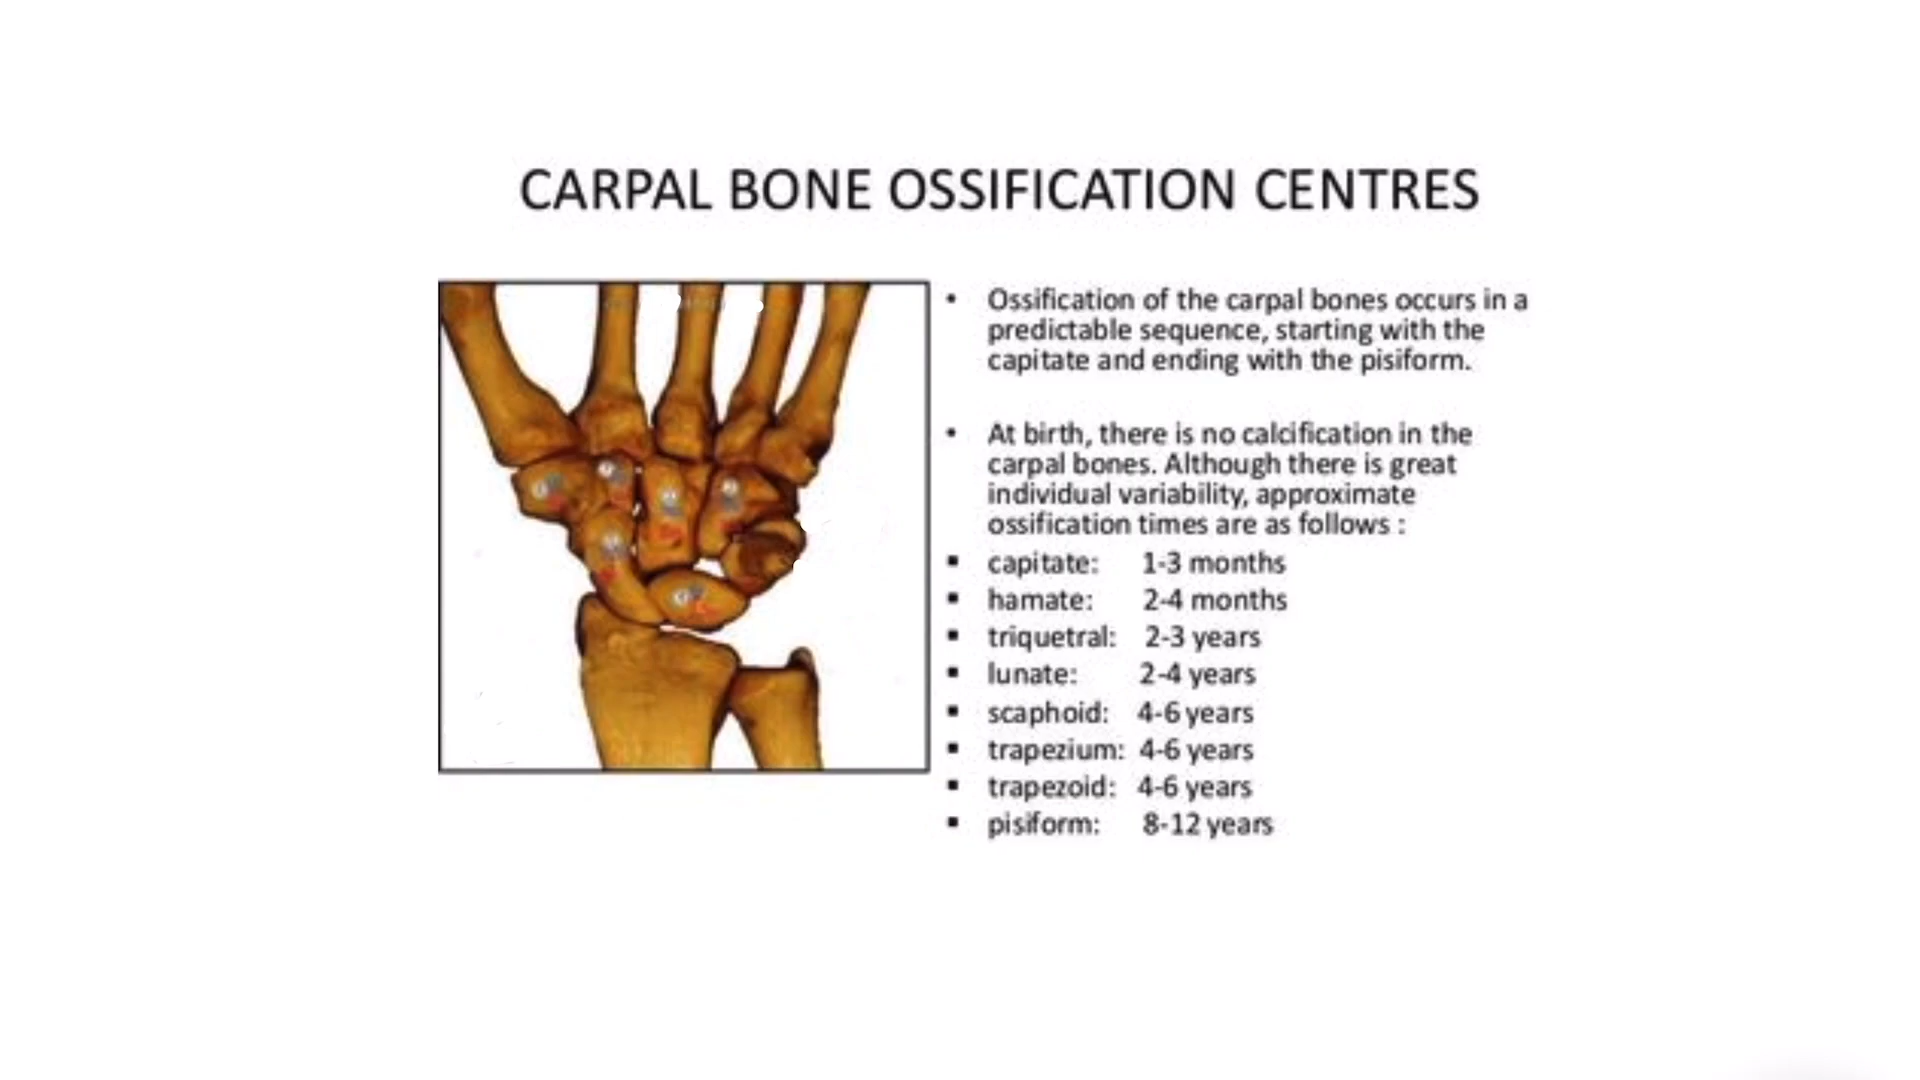 CARPAL BONE OSSIFICATION CENTRES
• Ossification of the carpal bones occurs in a
predictable sequence, starting with the
capitate and ending with the pisiform.
• At birth, there is no calcification in the
carpal bones. Although there is great
individual variability, approximate
ossification times are as follows :
▪ capitate: 1-3 months
▪ hamate: 2-4 months
▪ triquetral: 2-3 years
▪ lunate: 2-4 years
▪ scaphoid: 4-6 years
▪ trapezium: 4-6 years
▪ trapezoid: 4-6 years
▪ pisiform: 8-12 years